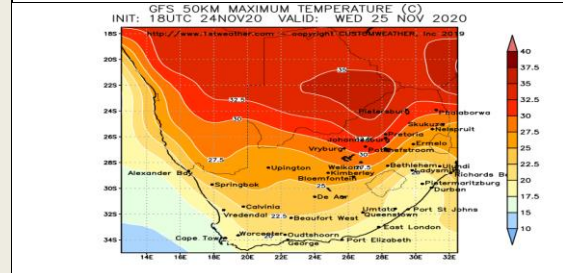 GFS 50KM MAXIMUM TEMPERATURE (C)
INIT: 18UTC 24NOV20 VALID: WED 25 NOV 2020
http://www.1stweather.com - copyright CUSTOMWEATHER, Inc 2019
18S
20S
22S
24S
26S
28S
30S
32S
34S
35
32.5
30
27.5
25
22.5
Pietersburg
Phalaborwa
Skukuza
Nelspruit
Johannesburg
Pretoria
Ermelo
Vryburg
Potchefstroom
Welkom
Bethlehem
Ulundi
Ladysmith
Richards B
Alexander Bay
Upington
Kimberley
Bloemfontein
Pietermaritzburg
Durban
Springbok
De Aar
Calvinia
Vredendal
Beaufort West
Umtata
Port St Johns
Queenstown
East London
Cape Town
Worcester
Oudtshoorn
George
Port Elizabeth
14E 16E 18E 20E 22E 24E 26E 28E 30E 32E
40
37.5
35
32.5
30
27.5
25
22.5
20
17.5
15
10